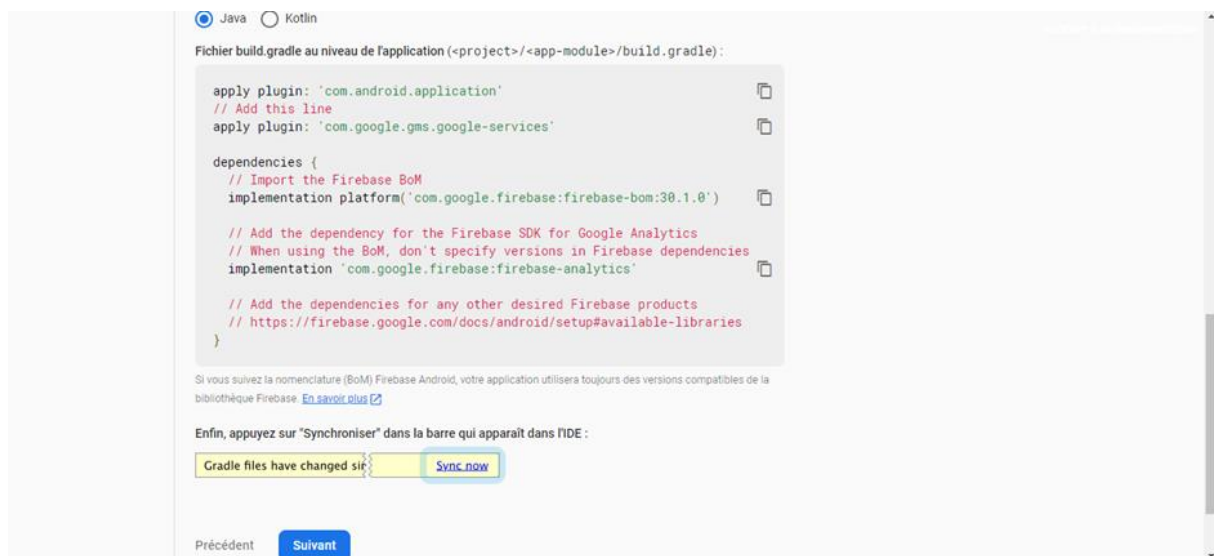 Java Kotlin
Fichier build.gradle au niveau de l'application (<project>/<app-module>/build.gradle) :
apply plugin: 'com.android.application'
// Add this line
apply plugin: 'com.google.gms.google-services'
dependencies {
// Import the Firebase BoM
implementation platform('com.google.firebase:firebase-bom:30.1.0')
// Add the dependency for the Firebase SDK for Google Analytics
// When using the BoM, don't specify versions in Firebase dependencies
implementation 'com.google.firebase:firebase-analytics'
// Add the dependencies for any other desired Firebase products
// https://firebase.google.com/docs/android/setup#available-libraries
}
Si vous suivez la nomenclature (BoM) Firebase Android, votre application utilisera toujours des versions compatibles de la
bibliothèque Firebase. En savoir plus
Enfin, appuyez sur "Synchroniser" dans la barre qui apparaît dans l'IDE :
Gradle files have changed sin Sync now
Précédent Suivant